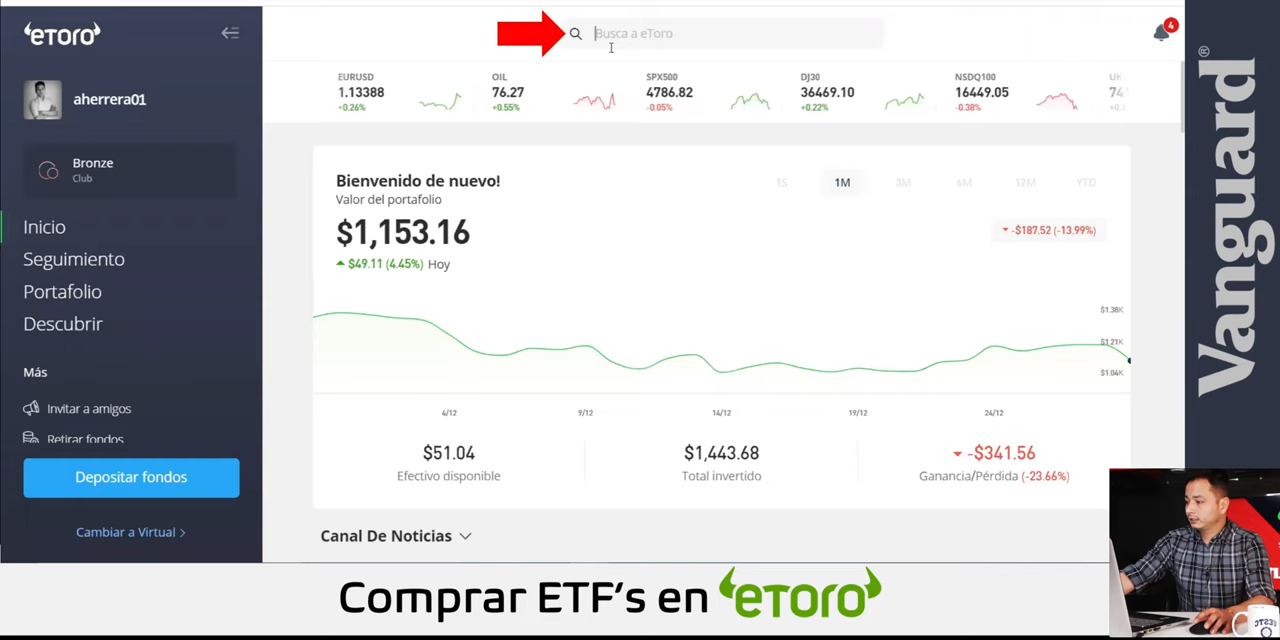 eToro
Busca a eToro
4
aherrera01
EURUSD
1.13388
+0.26%
OIL
76.27
+0.55%
SPX500
4786.82
-0.05%
DJ30
36469.10
+0.22%
NSDQ100
16449.05
-0.38%
Bronze
Club
Inicio
Seguimiento
Portafolio
Descubrir
Más
Invitar a amigos
Retirar fondos
Depositar fondos
Cambiar a Virtual >
Bienvenido de nuevo!
Valor del portafolio
$1,153.16
$49.11 (4.45%) Hoy
1S 1M 3M 6M 12M YTD
-$187.52 (-13.99%)
$1.38K
$1.21K
$1.04K
4/12 9/12 14/12 19/12 24/12
$51.04
Efectivo disponible
$1,443.68
Total invertido
-$341.56
Ganancia/Pérdida (-23.66%)
Canal De Noticias
Vanguard®
Comprar ETF's en eToro